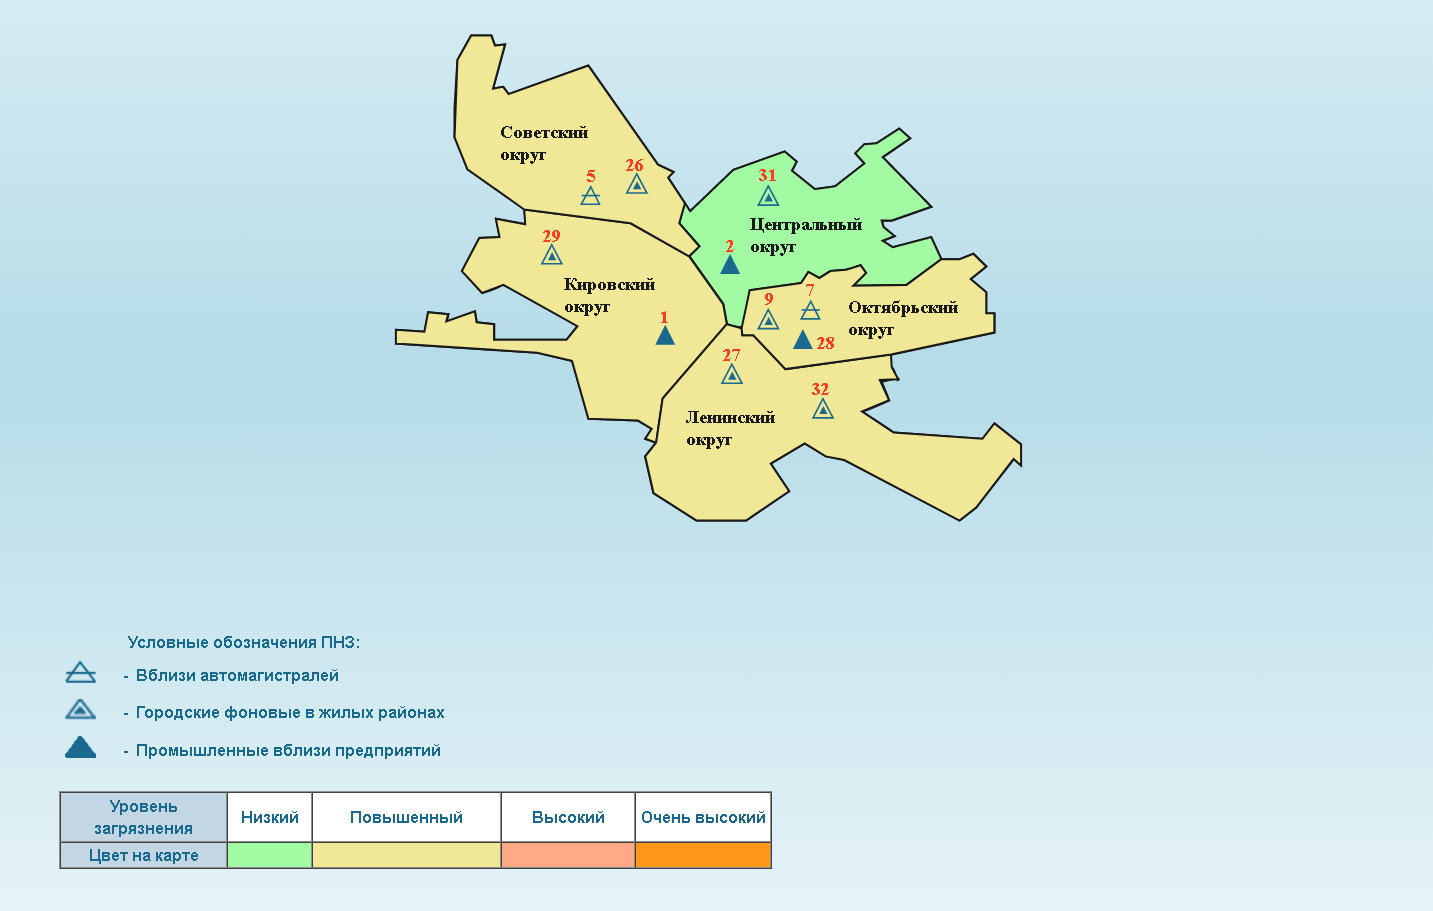 Советский
округ
26
5
31
Центральный
округ
29
2
Кировский
округ
9
7
Октябрьский
округ
1
28
27
32
Ленинский
округ
Условные обозначения ПНЗ:
- Вблизи автомагистралей
- Городские фоновые в жилых районах
- Промышленные вблизи предприятий
Уровень
загрязнения
Низкий
Повышенный
Высокий
Очень высокий
Цвет на карте